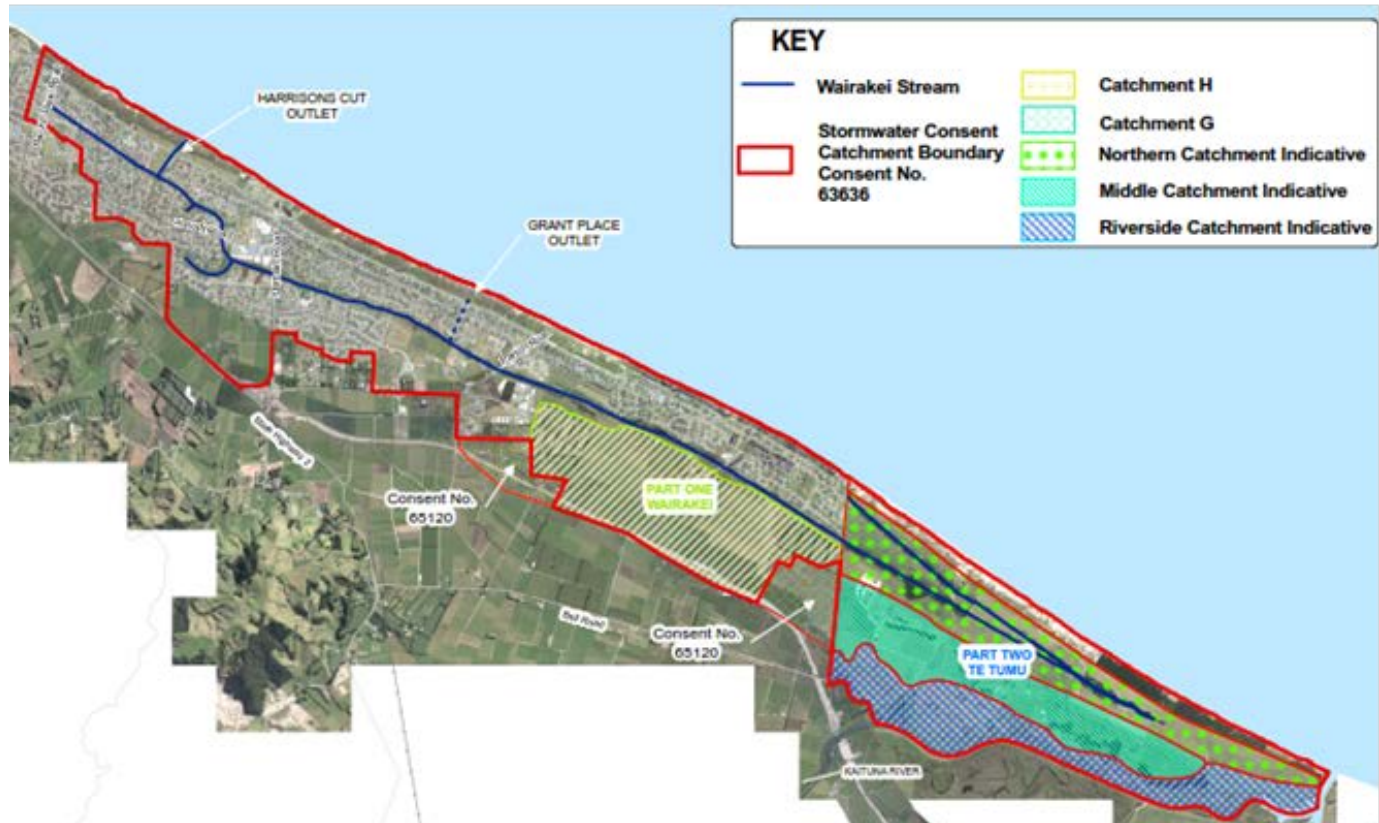 KEY
Wairakei Stream
Stormwater Consent
Catchment Boundary
Consent No.
63636
Catchment H
Catchment G
Northern Catchment Indicative
Middle Catchment Indicative
Riverside Catchment Indicative
HARRISONS CUT
OUTLET
GRANT PLACE
OUTLET
State Highway 2
Consent No.
65120
PART ONE
WAIRAKEI
Bell Road
Consent No.
65120
PART TWO
TE TUMU
KAITUNA RIVER